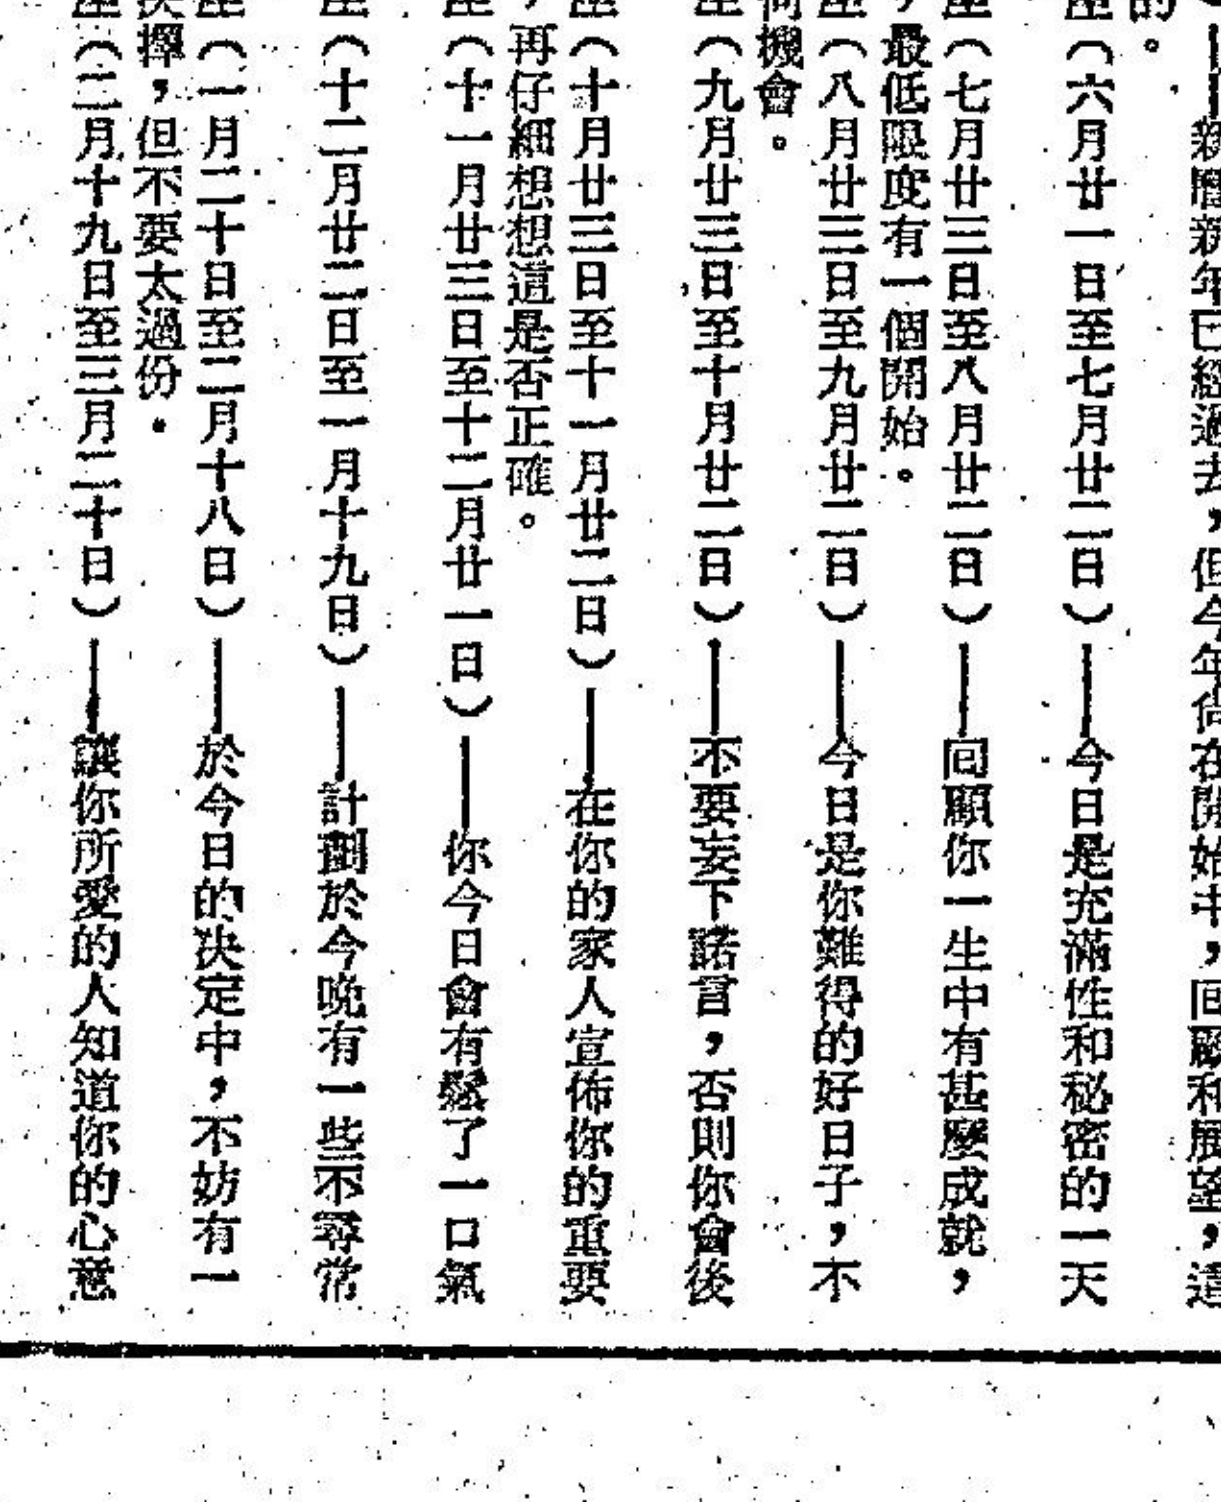 新曆新年已經過去，但今年尚在開始中，回顧和展望，這
的。
座（六月廿一日至七月廿二日）——今日是充滿性和秘密的一天
座（七月廿三日至八月廿二日）——回顧你一生中有甚麼成就，
，最低限度有一個開始。
座（八月廿三日至九月廿二日）——今日是你難得的好日子，不
何機會。
座（九月廿三日至十月廿二日）——不要妄下諾言，否則你會後
座（十月廿三日至十一月廿二日）——在你的家人宣佈你的重要
，再仔細想想這是否正確。
座（十一月廿三日至十二月廿一日）——你今日會有鬆了一口氣
座（十二月廿二日至一月十九日）——計劃於今晚有一些不尋常
座（一月二十日至二月十八日）——於今日的決定中，不妨有一
擇，但不要太過份．
座（二月十九日至三月二十日）——讓你所愛的人知道你的心意